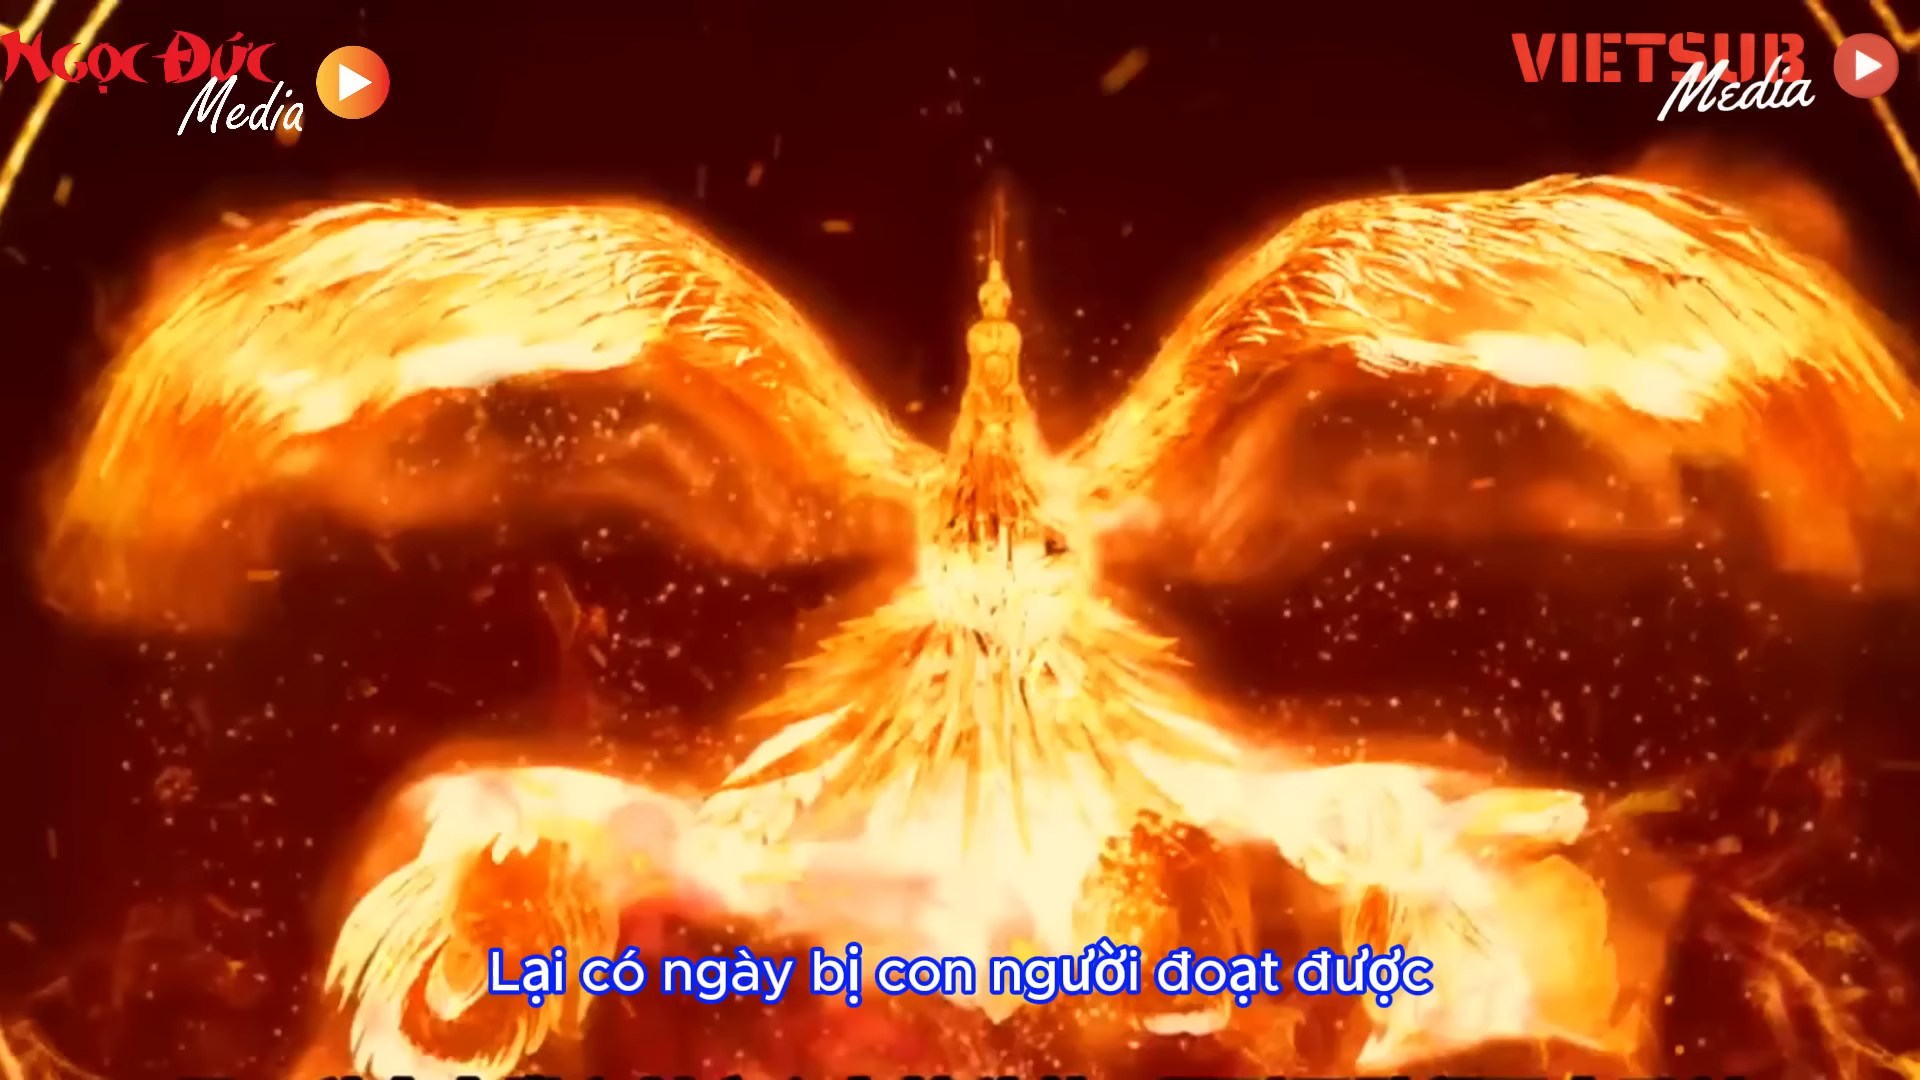 Ngọc Đức
Media
VIETSUB
Media
Lại có ngày bị con người đoạt được